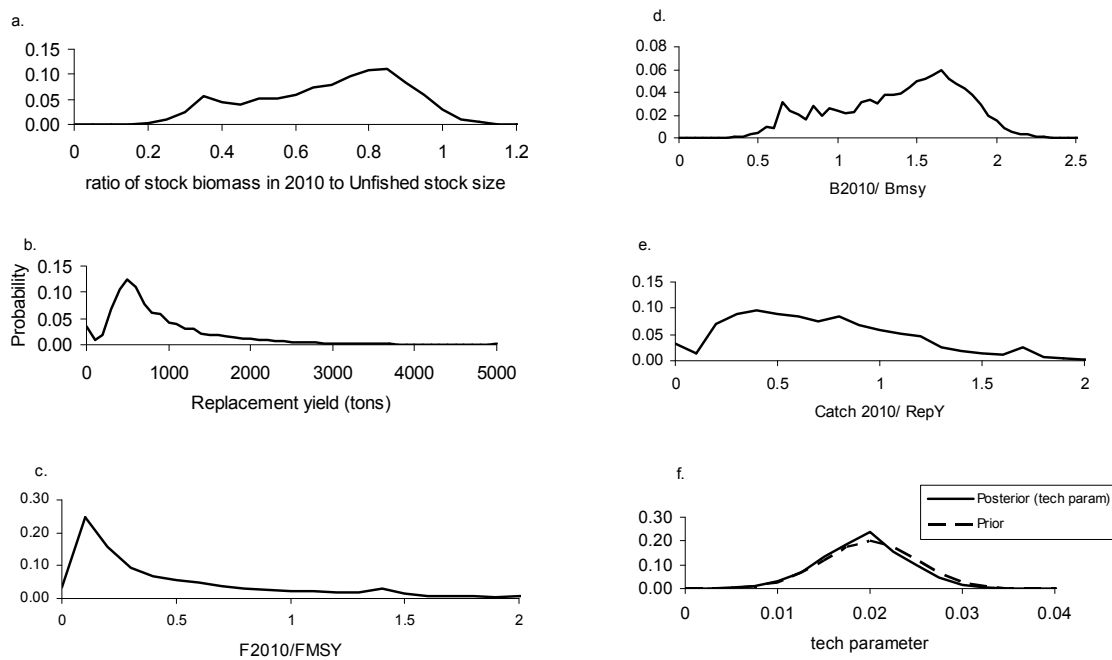 a.
0.15
0.10
0.05
0.00
0 0.2 0.4 0.6 0.8 1 1.2
ratio of stock biomass in 2010 to Unfished stock size
b.
Probability
0.15
0.10
0.05
0.00
0 1000 2000 3000 4000 5000
Replacement yield (tons)
c.
0.30
0.20
0.10
0.00
0 0.5 1 1.5 2
F2010/FMSY
d.
0.08
0.06
0.04
0.02
0
0 0.5 1 1.5 2 2.5
B2010/ Bmsy
e.
0.15
0.10
0.05
0.00
0 0.5 1 1.5 2
Catch 2010/ RepY
f.
Posterior (tech param)
Prior
0.30
0.20
0.10
0.00
0 0.01 0.02 0.03 0.04
tech parameter